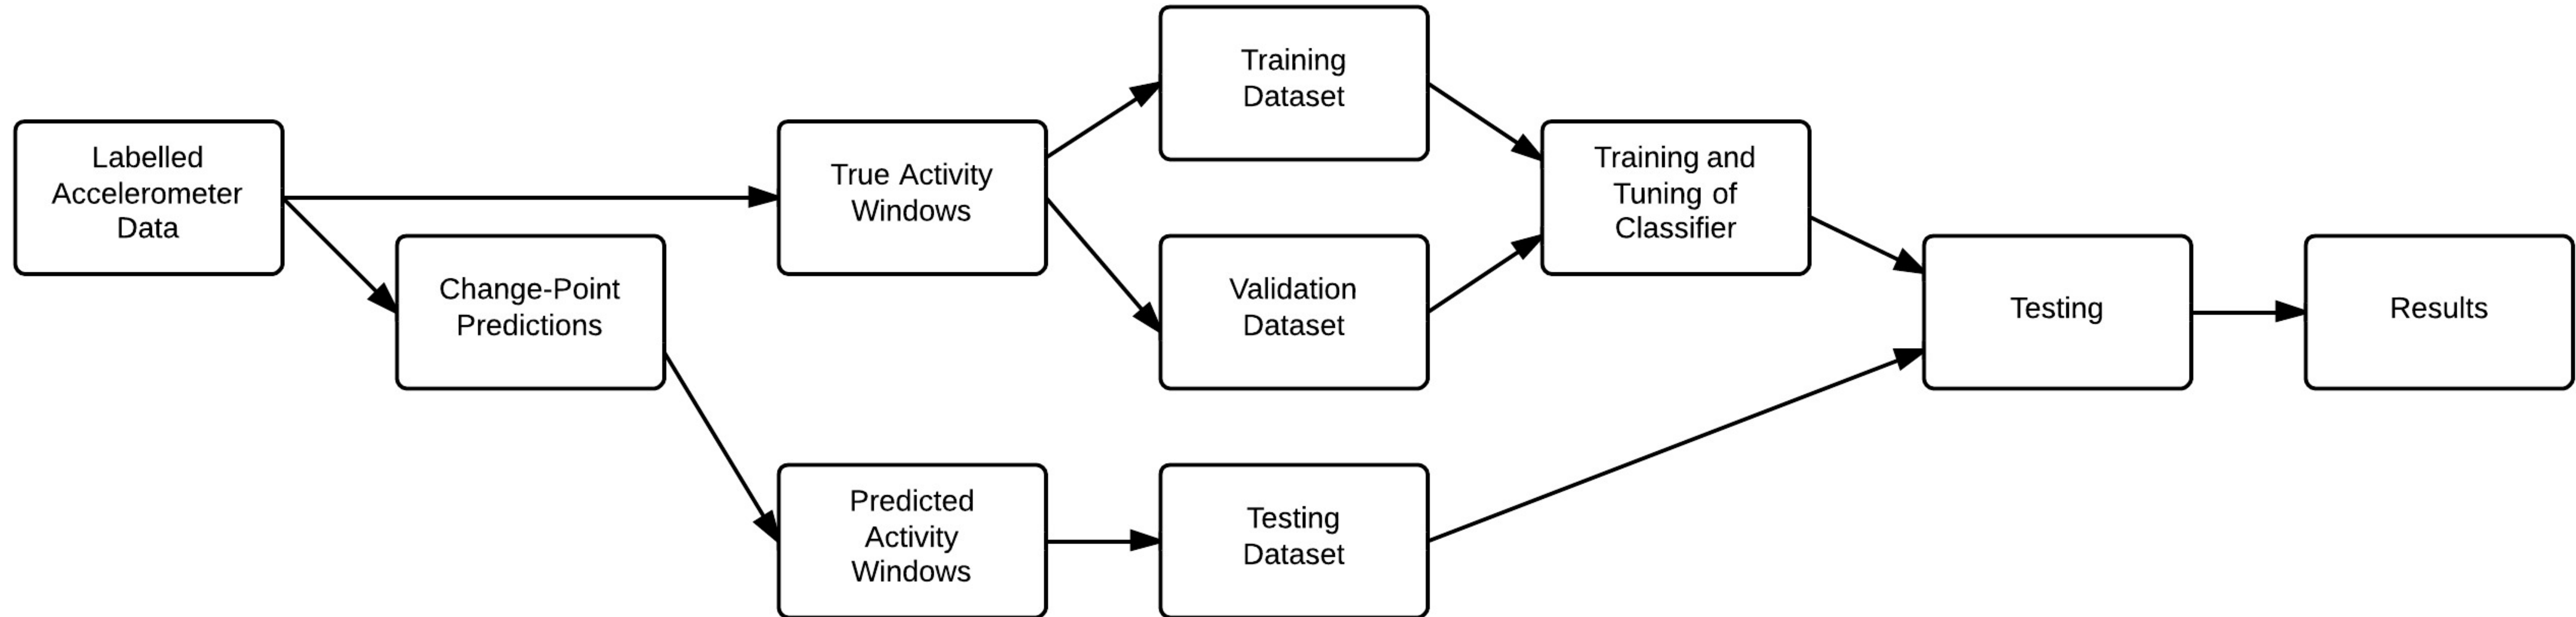 Labelled
Accelerometer
Data
Change-Point
Predictions
True Activity
Windows
Predicted
Activity
Windows
Training
Dataset
Validation
Dataset
Testing
Dataset
Training and
Tuning of
Classifier
Testing
Results